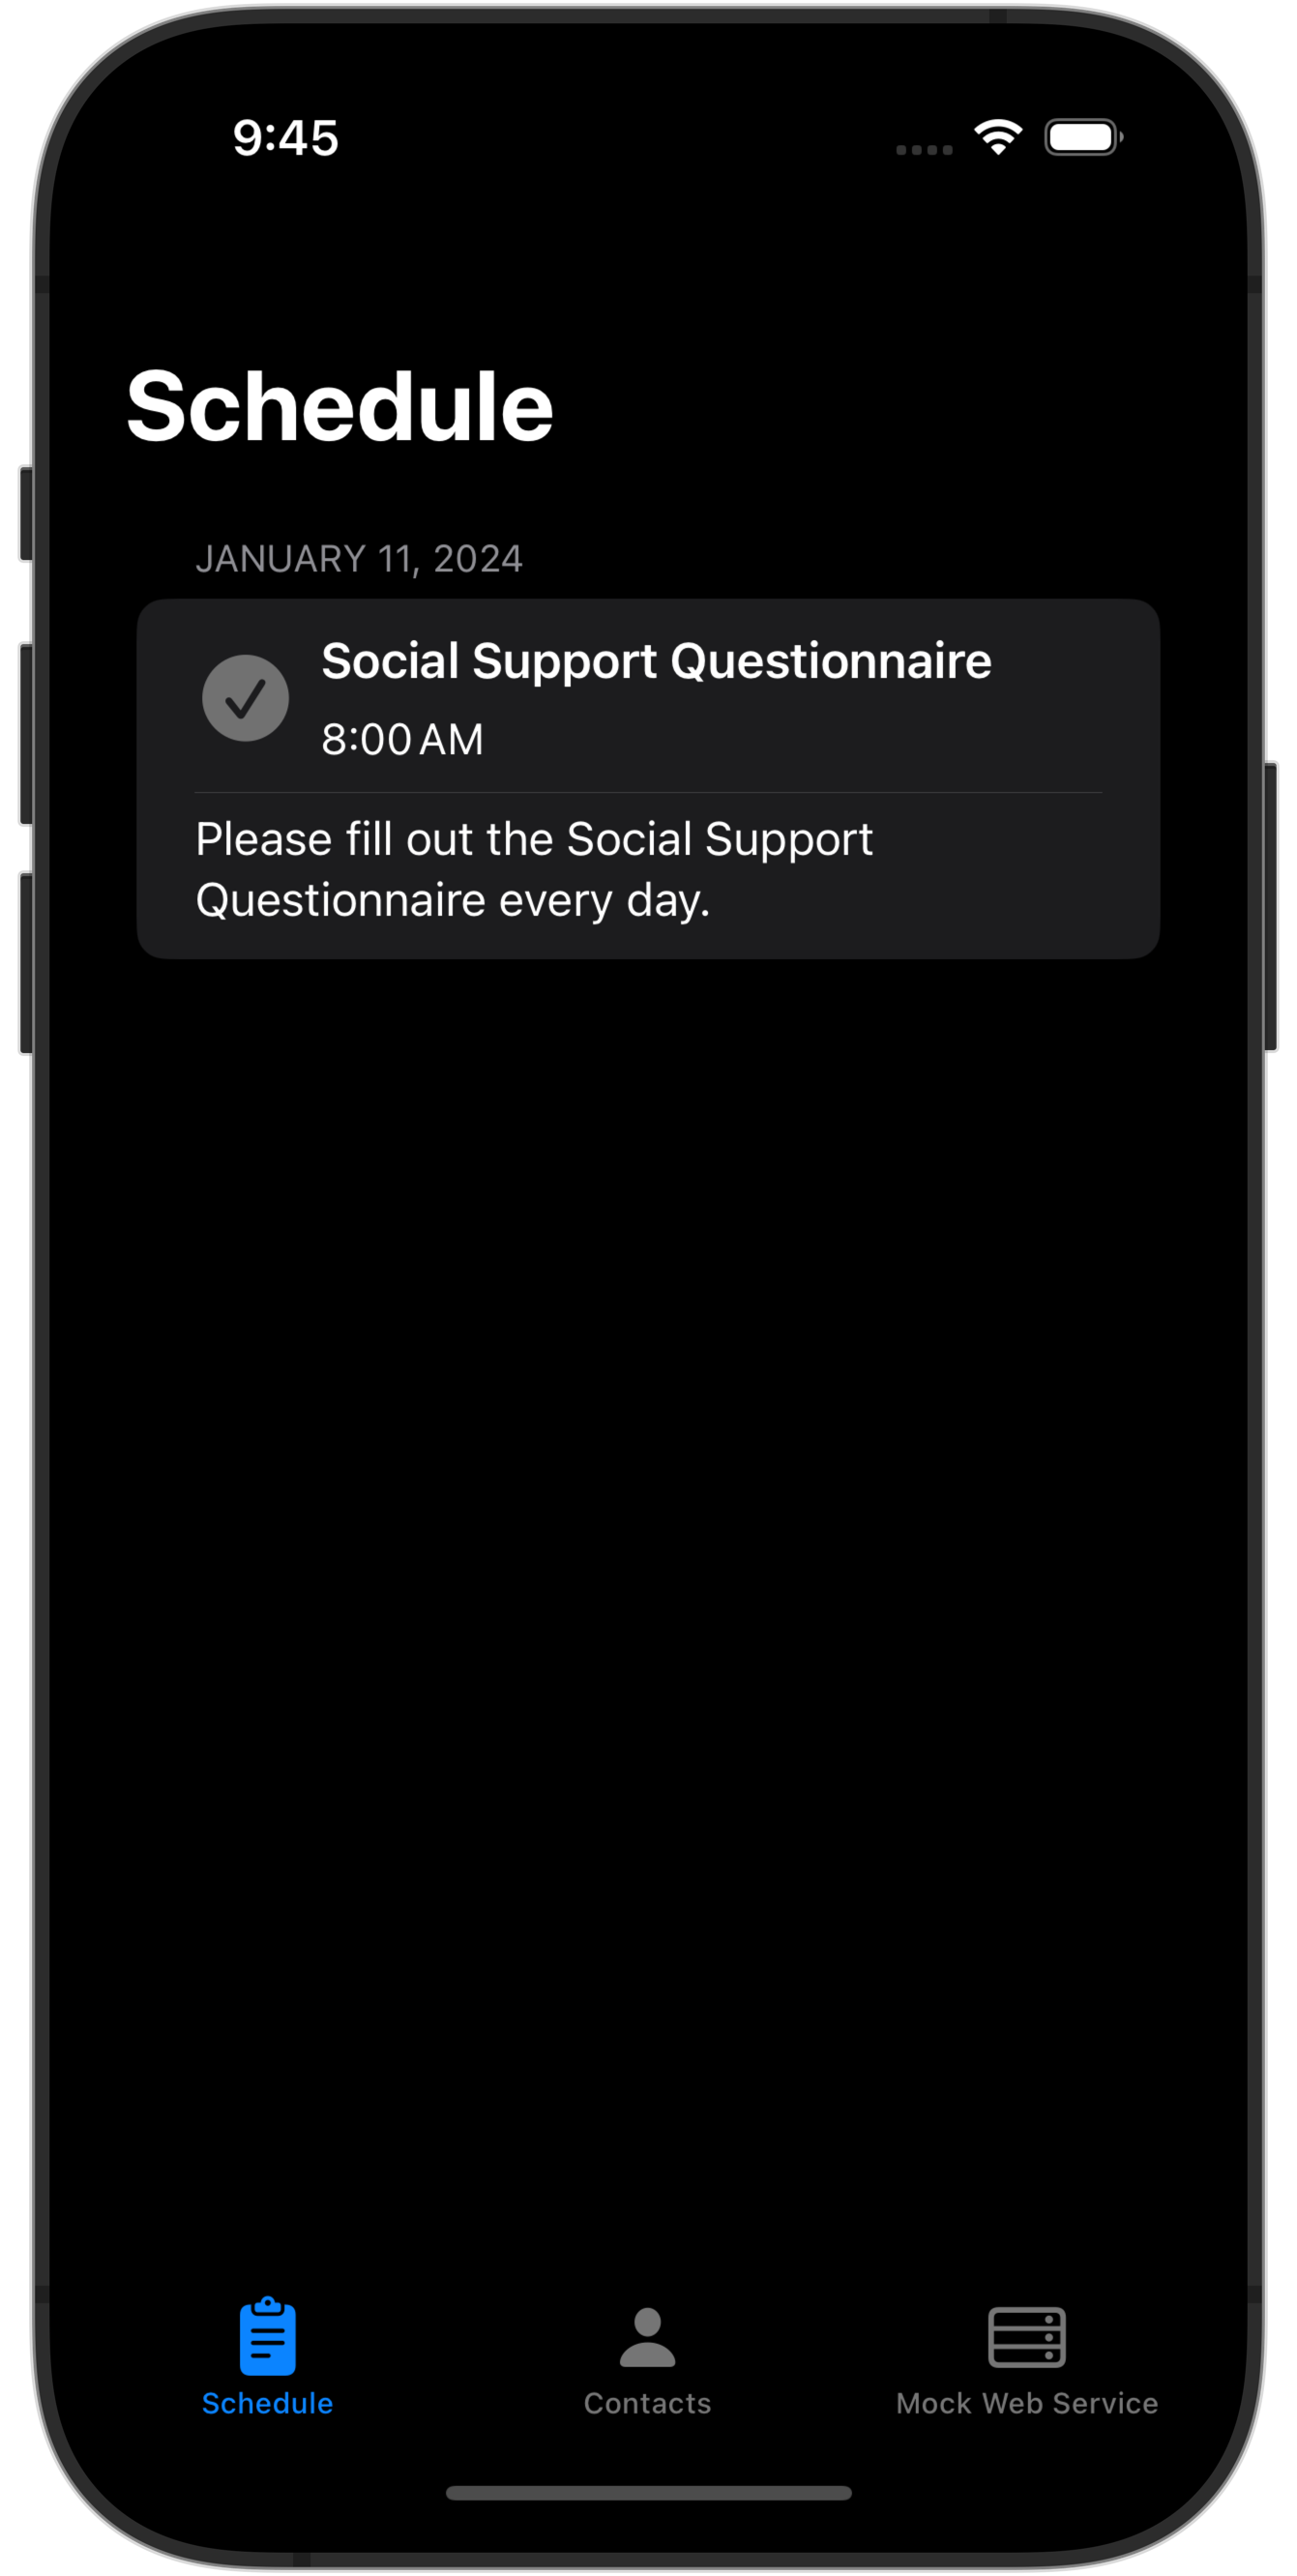 9:45
Schedule
JANUARY 11, 2024
Social Support Questionnaire
8:00 AM
Please fill out the Social Support
Questionnaire every day.
Schedule
Contacts
Mock Web Service